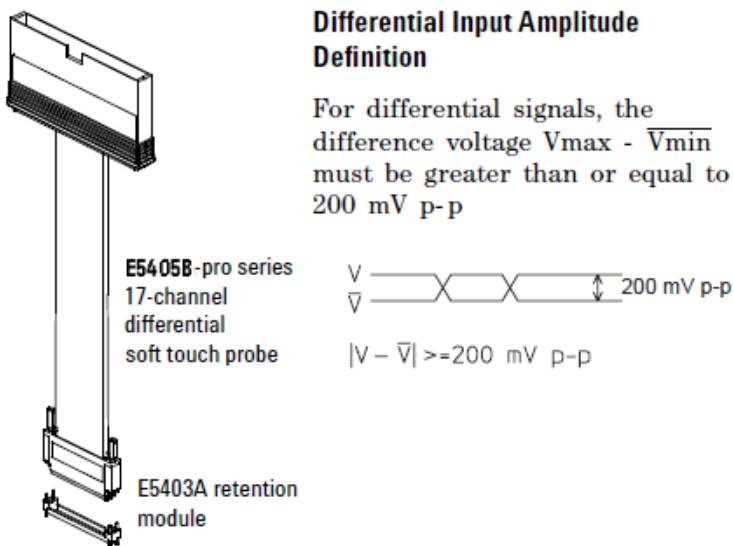 Differential Input Amplitude
Definition
For differential signals, the
difference voltage Vmax - V̅m̅i̅n̅
must be greater than or equal to
200 mV p-p
E5405B-pro series
17-channel
differential
soft touch probe
V
V̅
200 mV p-p
|V – V̅| >=200 mV p-p
E5403A retention
module